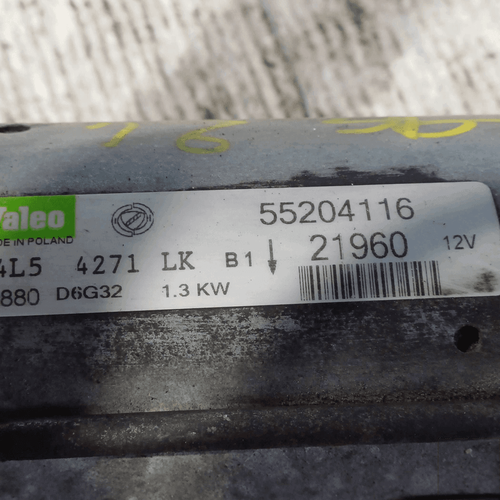 Valeo
DE IN POLAND
55204116
4L5 4271 LK B1
21960
12V
880 D6G32 1.3 KW